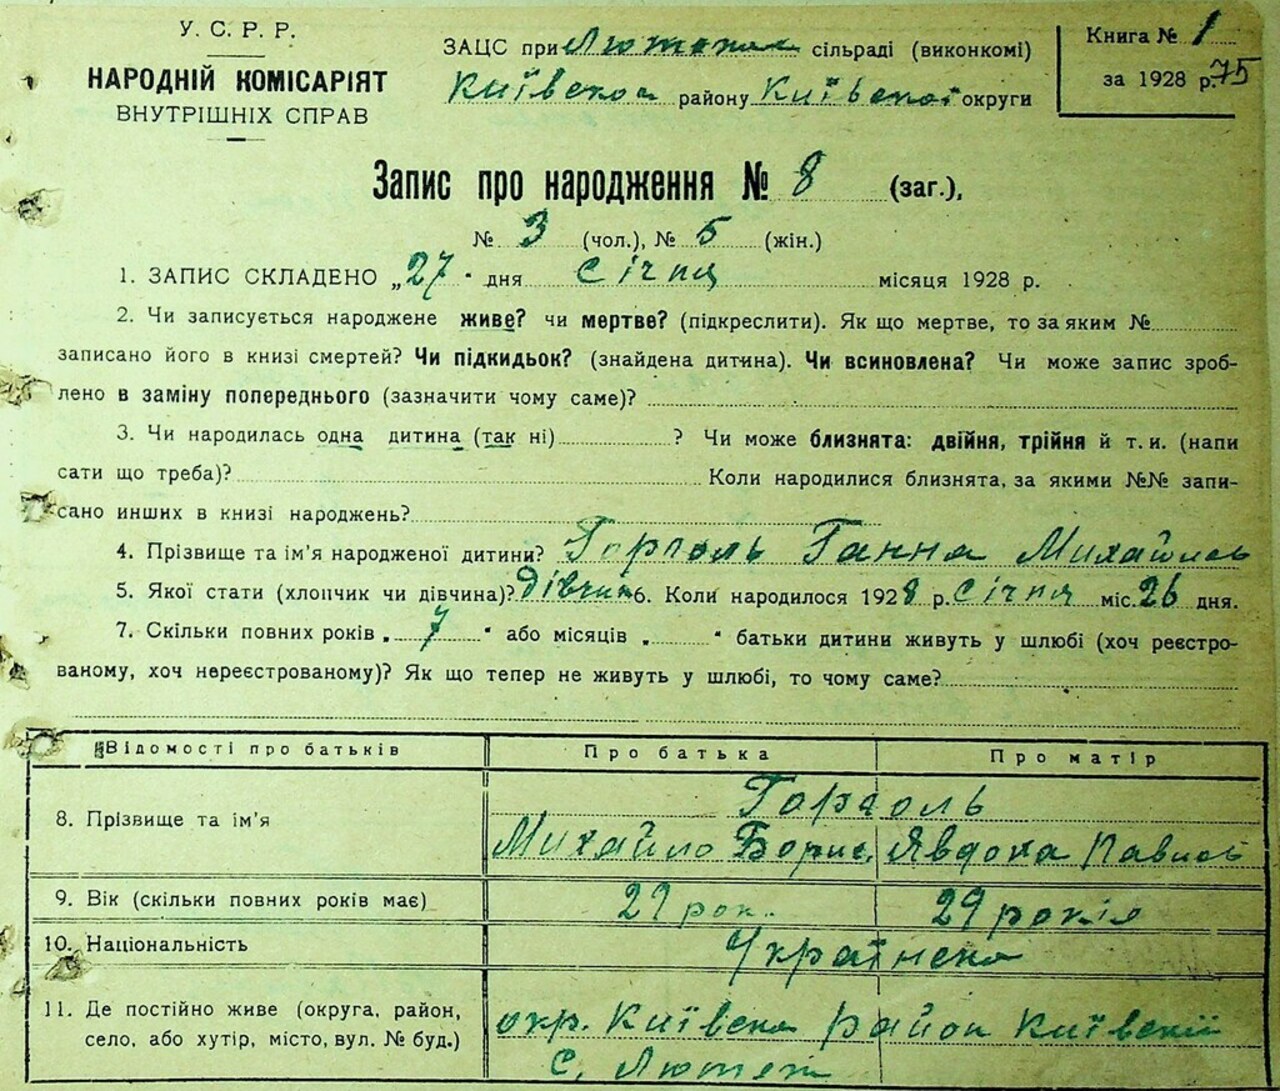 У. С. Р. Р.
НАРОДНІЙ КОМІСАРІЯТ
ВНУТРІШНІХ СПРАВ
ЗАЦС при сільраді (виконкомі)
Київського району Київської округи
Книга № 1
за 1928 р. 75
Запис про народження № 8 (заг.),
№ 3 (чол.), № 5 (жін.)
1. ЗАПИС СКЛАДЕНО „27" дня січня місяця 1928 р.
2. Чи записується народжене живе? чи мертве? (підкреслити). Як що мертве, то за яким №
записано його в книзі смертей? Чи підкидьок? (знайдена дитина). Чи всиновлена? Чи може запис зроб-
лено в заміну попереднього (зазначити чому саме)?
3. Чи народилась одна дитина (так ні) ? Чи може близнята: двійня, трійня й т. и. (напи
сати що треба)? Коли народилися близнята, за якими №№ запи-
сано инших в книзі народжень?
4. Прізвище та ім'я народженої дитини? Горголь Ганна Михайлись
5. Якої стати (хлопчик чи дівчина)? дівчин 6. Коли народилося 1928 р. січня міс. 26 дня.
7. Скільки повних років „ 7 " або місяців „ " батьки дитини живуть у шлюбі (хоч реєстро-
ваному, хоч нереєстрованому)? Як що тепер не живуть у шлюбі, то чому саме?
Відомості про батьків Про батька Про матір
8. Прізвище та ім'я Горголь
Михайло Борис. Явдоха Павлись
9. Вік (скільки повних років має) 29 рок. 29 років
10. Національність Українська
11. Де постійно живе (округа, район, окр. Київська район Київский
село, або хутір, місто, вул. № буд.) С. Лютеж